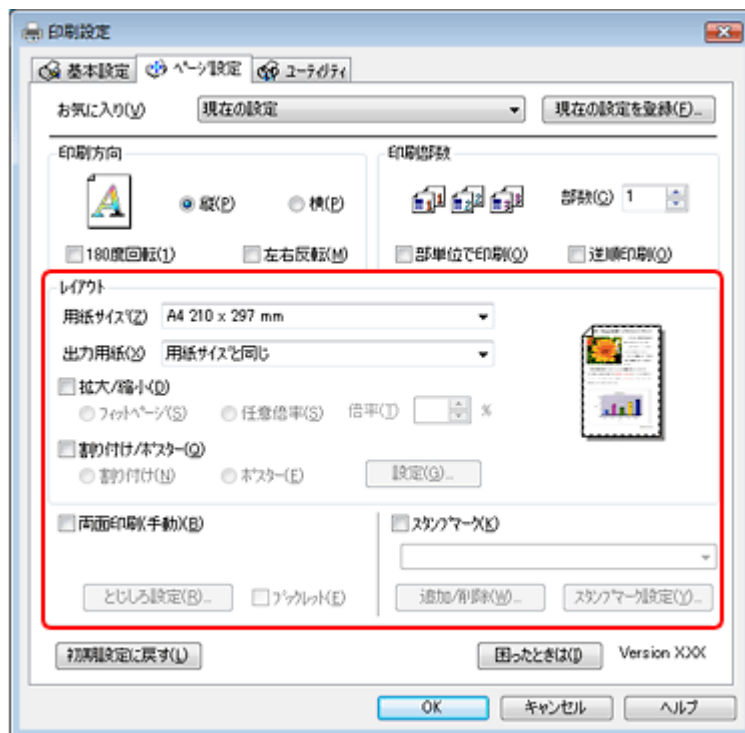 印刷設定
基本設定 ページ設定 ユーティリティ
お気に入り(V) 現在の設定 現在の設定を登録(F)...
印刷方向
縦(P) 横(P)
180度回転(1) 左右反転(M)
印刷部数
部数(C) 1
部単位で印刷(O) 逆順印刷(O)
レイアウト
用紙サイズ(Z) A4 210 x 297 mm
出力用紙(X) 用紙サイズと同じ
拡大/縮小(D)
フィットページ(S) 任意倍率(S) 倍率(T) %
割り付け/ポスター(Q)
割り付け(N) ポスター(E) 設定(G)...
両面印刷(手動)(B)
とじしろ設定(R)... ブックレット(E)
スタンプマーク(K)
追加/削除(W)... スタンプマーク設定(Y)...
初期設定に戻す(L) 困ったときは(I) Version XXX
OK キャンセル ヘルプ